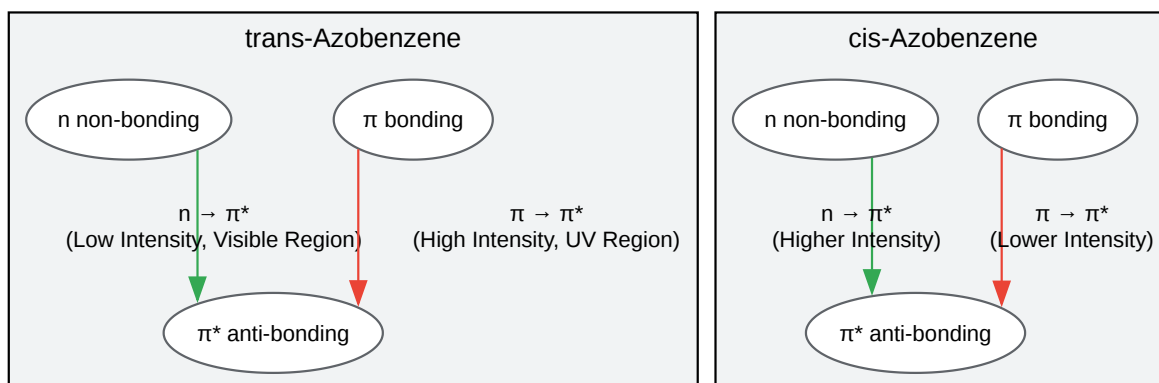 trans-Azobenzene
n non-bonding
π bonding
n → π*
(Low Intensity, Visible Region)
π → π*
(High Intensity, UV Region)
π* anti-bonding
cis-Azobenzene
n non-bonding
π bonding
n → π*
(Higher Intensity)
π → π*
(Lower Intensity)
π* anti-bonding